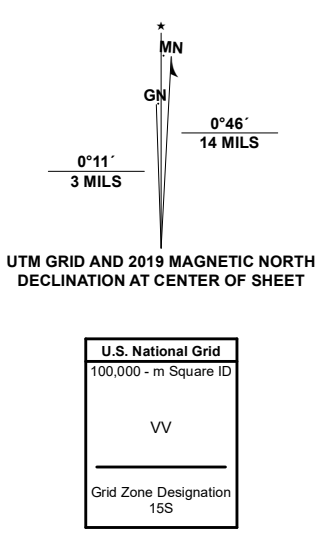 MN
GN
0°46´
14 MILS
0°11´
3 MILS
UTM GRID AND 2019 MAGNETIC NORTH
DECLINATION AT CENTER OF SHEET
U.S. National Grid
100,000 - m Square ID
VV
Grid Zone Designation
15S